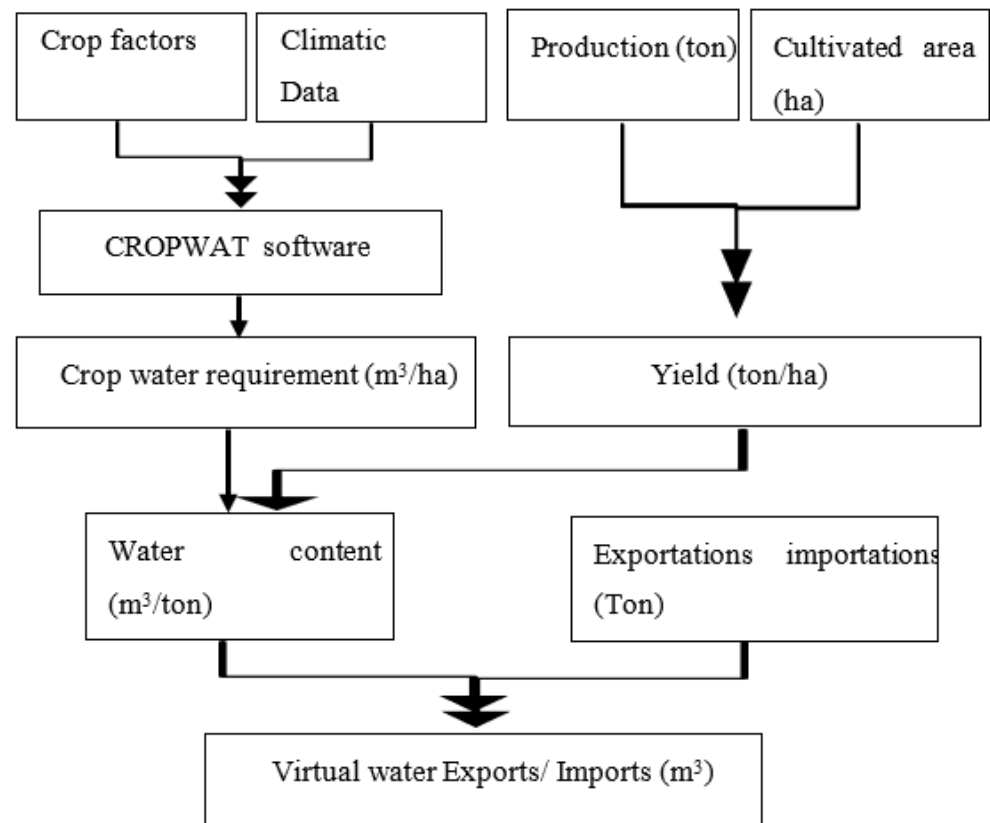 Crop factors
Climatic
Data
Production (ton)
Cultivated area
(ha)
CROPWAT software
Crop water requirement (m³/ha)
Yield (ton/ha)
Water content
(m³/ton)
Exportations importations
(Ton)
Virtual water Exports/ Imports (m³)